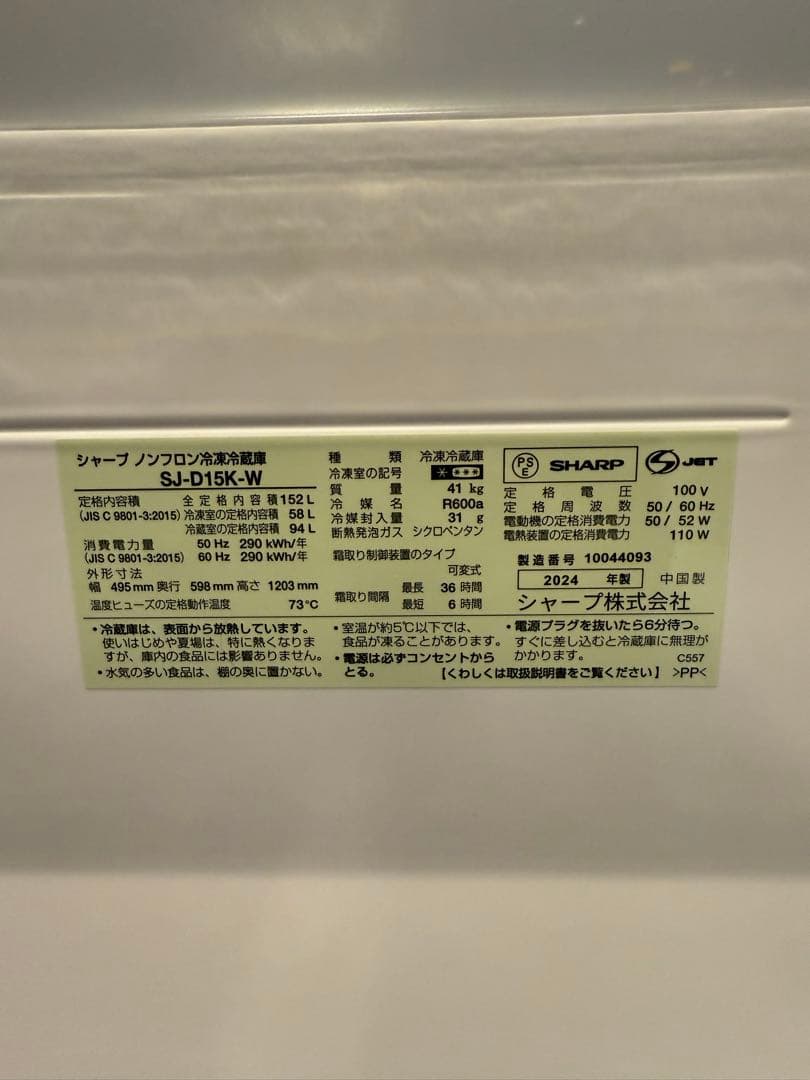 シャープ ノンフロン冷凍冷蔵庫
SJ-D15K-W
定格内容積 全定格内容積 152 L
(JIS C 9801-3:2015) 冷凍室の定格内容積 58 L
冷蔵室の定格内容積 94 L
消費電力量 50 Hz 290 kWh/年
(JIS C 9801-3:2015) 60 Hz 290 kWh/年
外形寸法
幅 495 mm 奥行 598 mm 高さ 1203 mm
温度ヒューズの定格動作温度 73℃
種類 冷凍冷蔵庫
冷凍室の記号
質量 41 kg
冷媒名 R600a
冷媒封入量 31 g
断熱発泡ガス シクロペンタン
霜取り制御装置のタイプ
可変式
霜取り間隔 最長 36 時間
最短 6 時間
PSE SHARP JET
定格電圧 100 V
定格周波数 50 / 60 Hz
電動機の定格消費電力 50 / 52 W
電熱装置の定格消費電力 110 W
製造番号 10044093
2024 年製 中国製
シャープ株式会社
・冷蔵庫は、表面から放熱しています。
使いはじめや夏場は、特に熱くなりま
すが、庫内の食品には影響ありません。
・水気の多い食品は、棚の奥に置かない。
・室温が約5℃以下では、
食品が凍ることがあります。
・電源は必ずコンセントから
とる。
・電源プラグを抜いたら6分待つ。
すぐに差し込むと冷蔵庫に無理が
かかります。
C557
【くわしくは取扱説明書をご覧ください】 >PP<